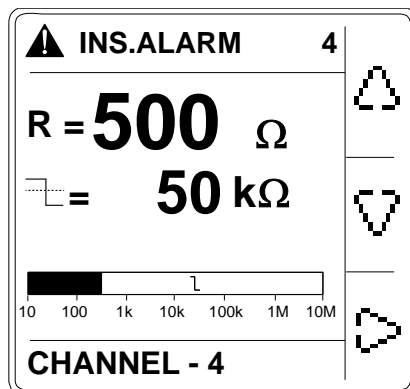 INS.ALARM 4
R = 500 Ω
= 50 kΩ
10 100 1k 10k 100k 1M 10M
CHANNEL - 4